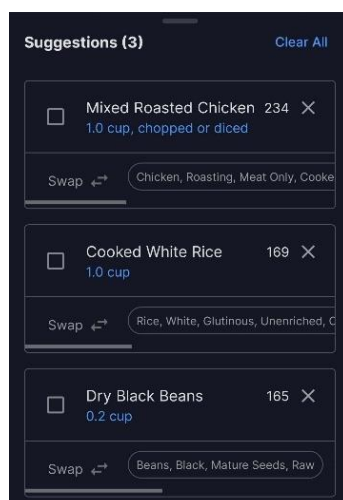 Suggestions (3) Clear All
Mixed Roasted Chicken 234
1.0 cup, chopped or diced
Swap Chicken, Roasting, Meat Only, Cooke
Cooked White Rice 169
1.0 cup
Swap Rice, White, Glutinous, Unenriched, C
Dry Black Beans 165
0.2 cup
Swap Beans, Black, Mature Seeds, Raw